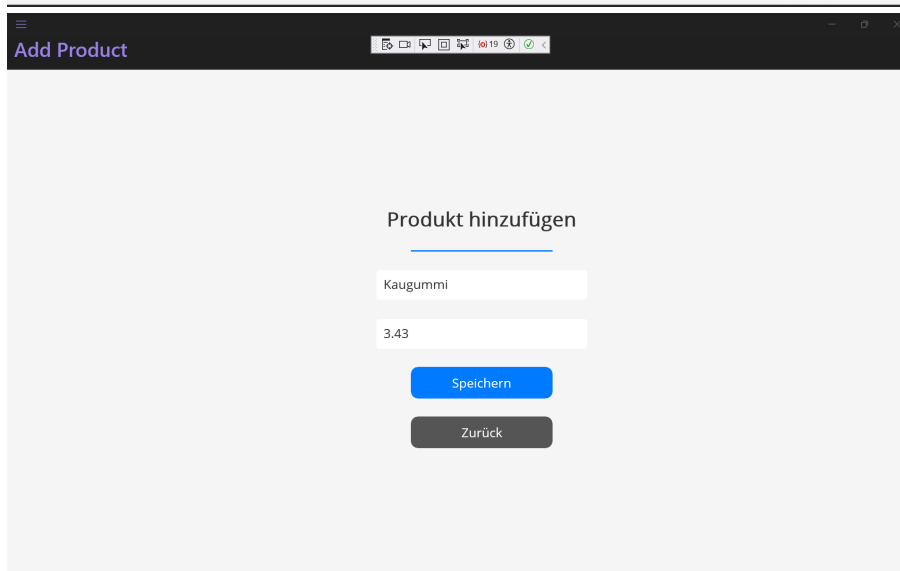 Add Product
19
Produkt hinzufügen
Kaugummi
3.43
Speichern
Zurück